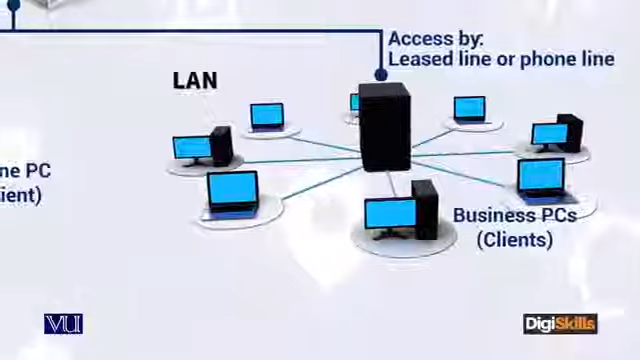 Access by:
Leased line or phone line
LAN
ne PC
ient)
Business PCs
(Clients)
VU
DigiSkills